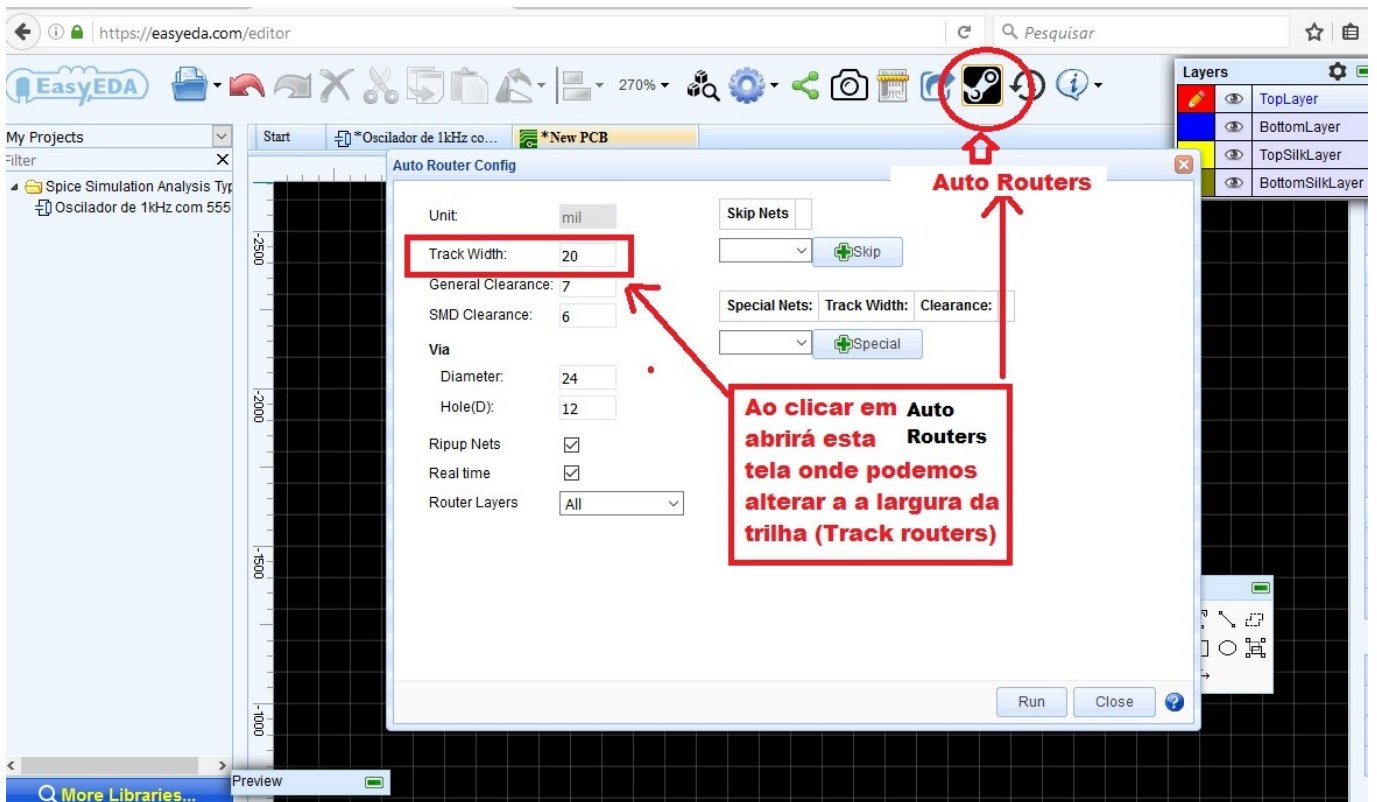 https://easyeda.com/editor
Pesquisar
EasyEDA
270%
Layers
TopLayer
BottomLayer
TopSilkLayer
BottomSilkLayer
My Projects
Start
*Oscilador de 1kHz co...
*New PCB
Filter
X
Spice Simulation Analysis Typ
Oscilador de 1kHz com 555
Auto Router Config
Auto Routers
Unit:
mil
Skip Nets
Track Width:
20
Skip
General Clearance:
7
SMD Clearance:
6
Special Nets:
Track Width:
Clearance:
Special
Via
Diameter:
24
Hole(D):
12
Ripup Nets
Real time
Router Layers
All
Ao clicar em Auto
abrirá esta Routers
tela onde podemos
alterar a a largura da
trilha (Track routers)
-2500
-2000
-1500
-1000
Run
Close
Preview
More Libraries...